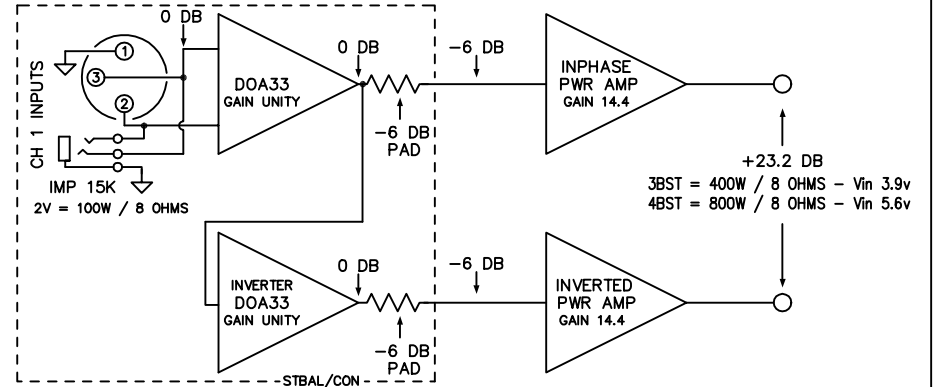 0 DB
CH 1 INPUTS
1
3
2
IMP 15K
2V = 100W / 8 OHMS
DOA33
GAIN UNITY
0 DB
-6 DB
PAD
-6 DB
INPHASE
PWR AMP
GAIN 14.4
+23.2 DB
3BST = 400W / 8 OHMS - Vin 3.9v
4BST = 800W / 8 OHMS - Vin 5.6v
INVERTER
DOA33
GAIN UNITY
0 DB
-6 DB
PAD
-6 DB
INVERTED
PWR AMP
GAIN 14.4
STBAL/CON